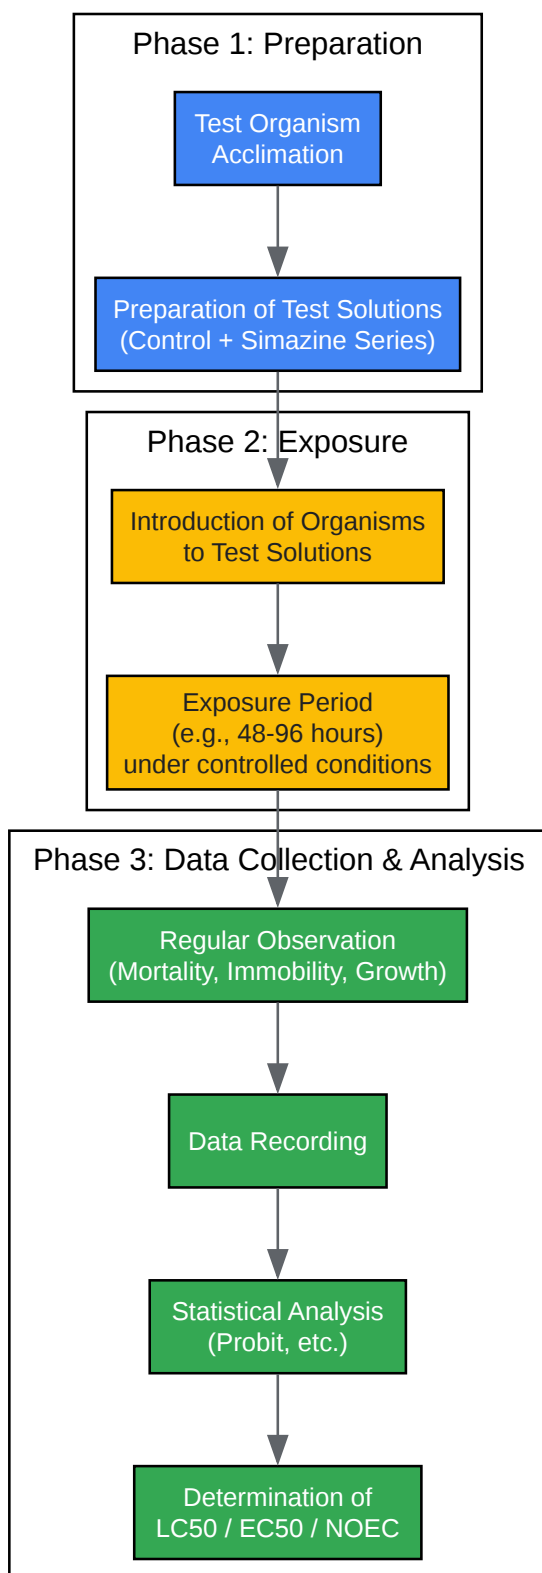 Phase 1: Preparation
Test Organism
Acclimation
Preparation of Test Solutions
(Control + Simazine Series)
Phase 2: Exposure
Introduction of Organisms
to Test Solutions
Exposure Period
(e.g., 48-96 hours)
under controlled conditions
Phase 3: Data Collection & Analysis
Regular Observation
(Mortality, Immobility, Growth)
Data Recording
Statistical Analysis
(Probit, etc.)
Determination of
LC50 / EC50 / NOEC